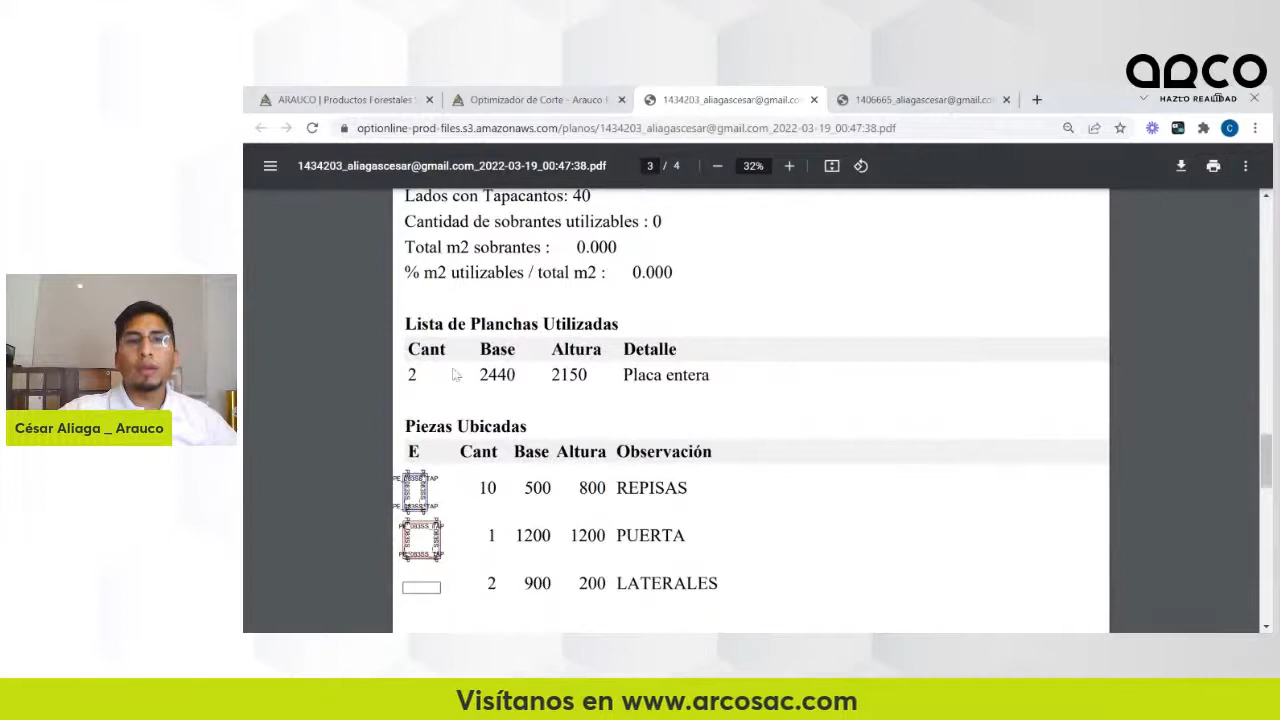 ARCO
HAZLO REALIDAD
ARAUCO | Productos Forestales
Optimizador de Corte - Arauco
1434203_aliagascesar@gmail.co
1406665_aliagascesar@gmail.co
optionline-prod-files.s3.amazonaws.com/planos/1434203_aliagascesar@gmail.com_2022-03-19_00:47:38.pdf
C
1434203_aliagascesar@gmail.com_2022-03-19_00:47:38.pdf
3 / 4
32%
Lados con Tapacantos: 40
Cantidad de sobrantes utilizables : 0
Total m2 sobrantes : 0.000
% m2 utilizables / total m2 : 0.000
Lista de Planchas Utilizadas
Cant Base Altura Detalle
2 2440 2150 Placa entera
Piezas Ubicadas
E Cant Base Altura Observación
10 500 800 REPISAS
1 1200 1200 PUERTA
2 900 200 LATERALES
César Aliaga _ Arauco
Visítanos en www.arcosac.com